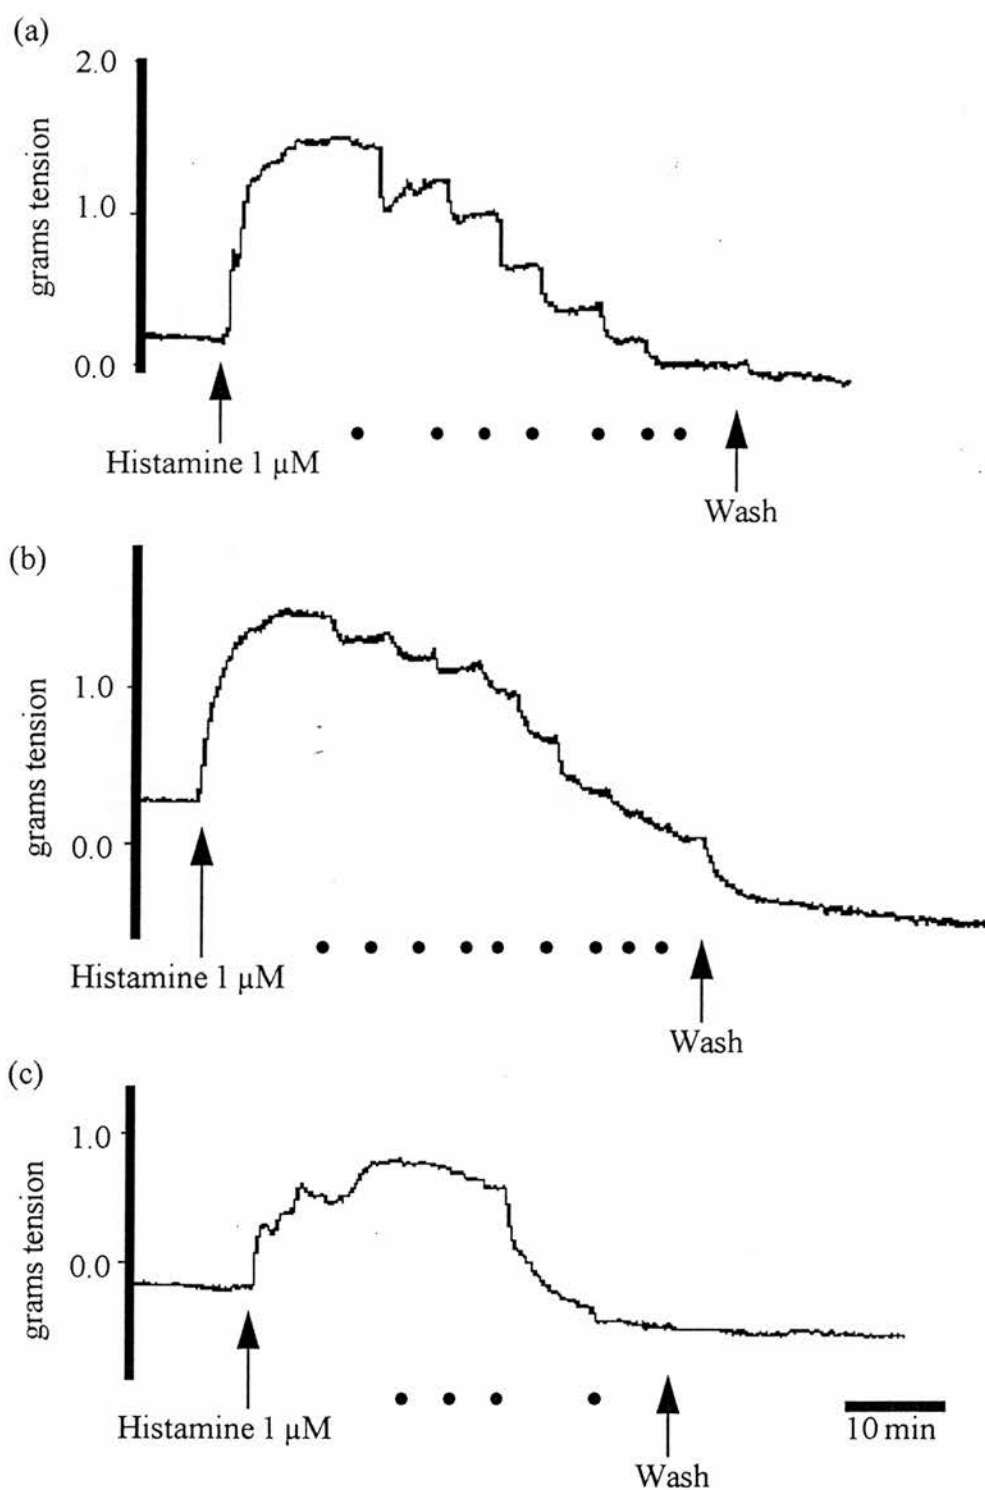 (a)
2.0
1.0
0.0
grams tension
Histamine 1 μM
Wash
(b)
1.0
0.0
grams tension
Histamine 1 μM
Wash
(c)
1.0
0.0
grams tension
Histamine 1 μM
Wash
10 min